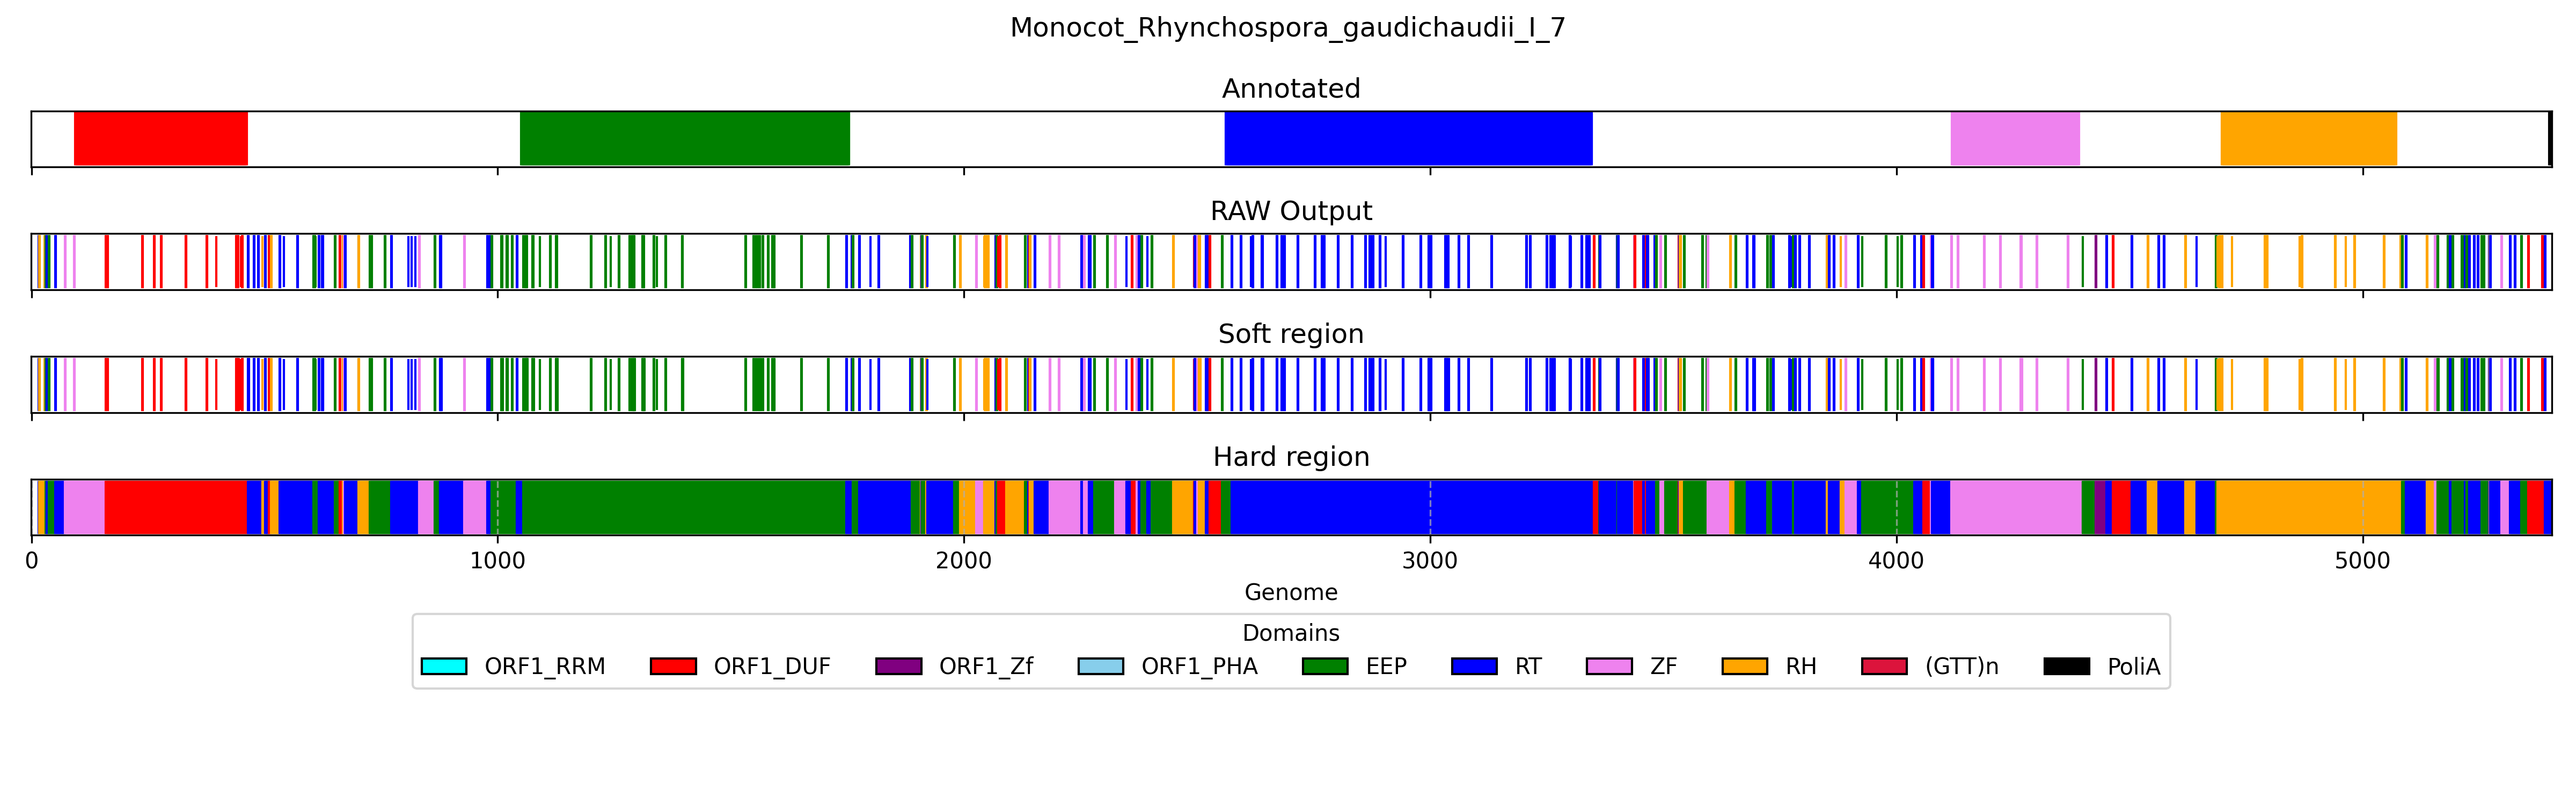 Monocot_Rhynchospora_gaudichaudii_I_7
Annotated
RAW Output
Soft region
Hard region
0 1000 2000 3000 4000 5000
Genome
Domains
ORF1_RRM ORF1_DUF ORF1_Zf ORF1_PHA EEP RT ZF RH (GTT)n PoliA